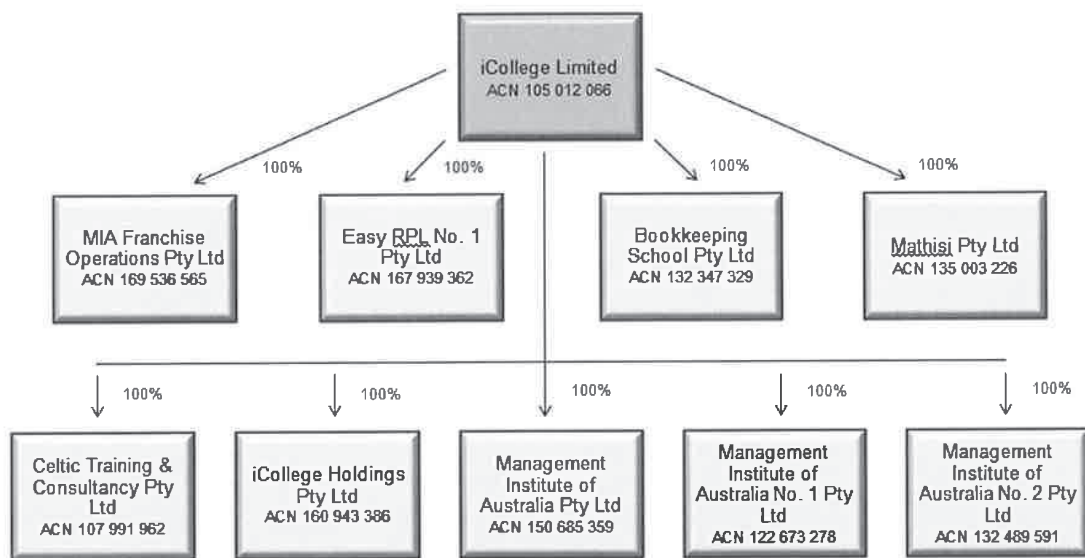 iCollege Limited
ACN 105 012 066
100%
100%
100%
100%
MIA Franchise
Operations Pty Ltd
ACN 169 536 565
Easy RPL No. 1
Pty Ltd
ACN 167 939 362
Bookkeeping
School Pty Ltd
ACN 132 347 329
Mathisi Pty Ltd
ACN 135 003 226
100%
100%
100%
100%
100%
Celtic Training &
Consultancy Pty
Ltd
ACN 107 991 962
iCollege Holdings
Pty Ltd
ACN 160 943 386
Management
Institute of
Australia Pty Ltd
ACN 150 685 359
Management
Institute of
Australia No. 1 Pty
Ltd
ACN 122 673 278
Management
Institute of
Australia No. 2 Pty
Ltd
ACN 132 489 591